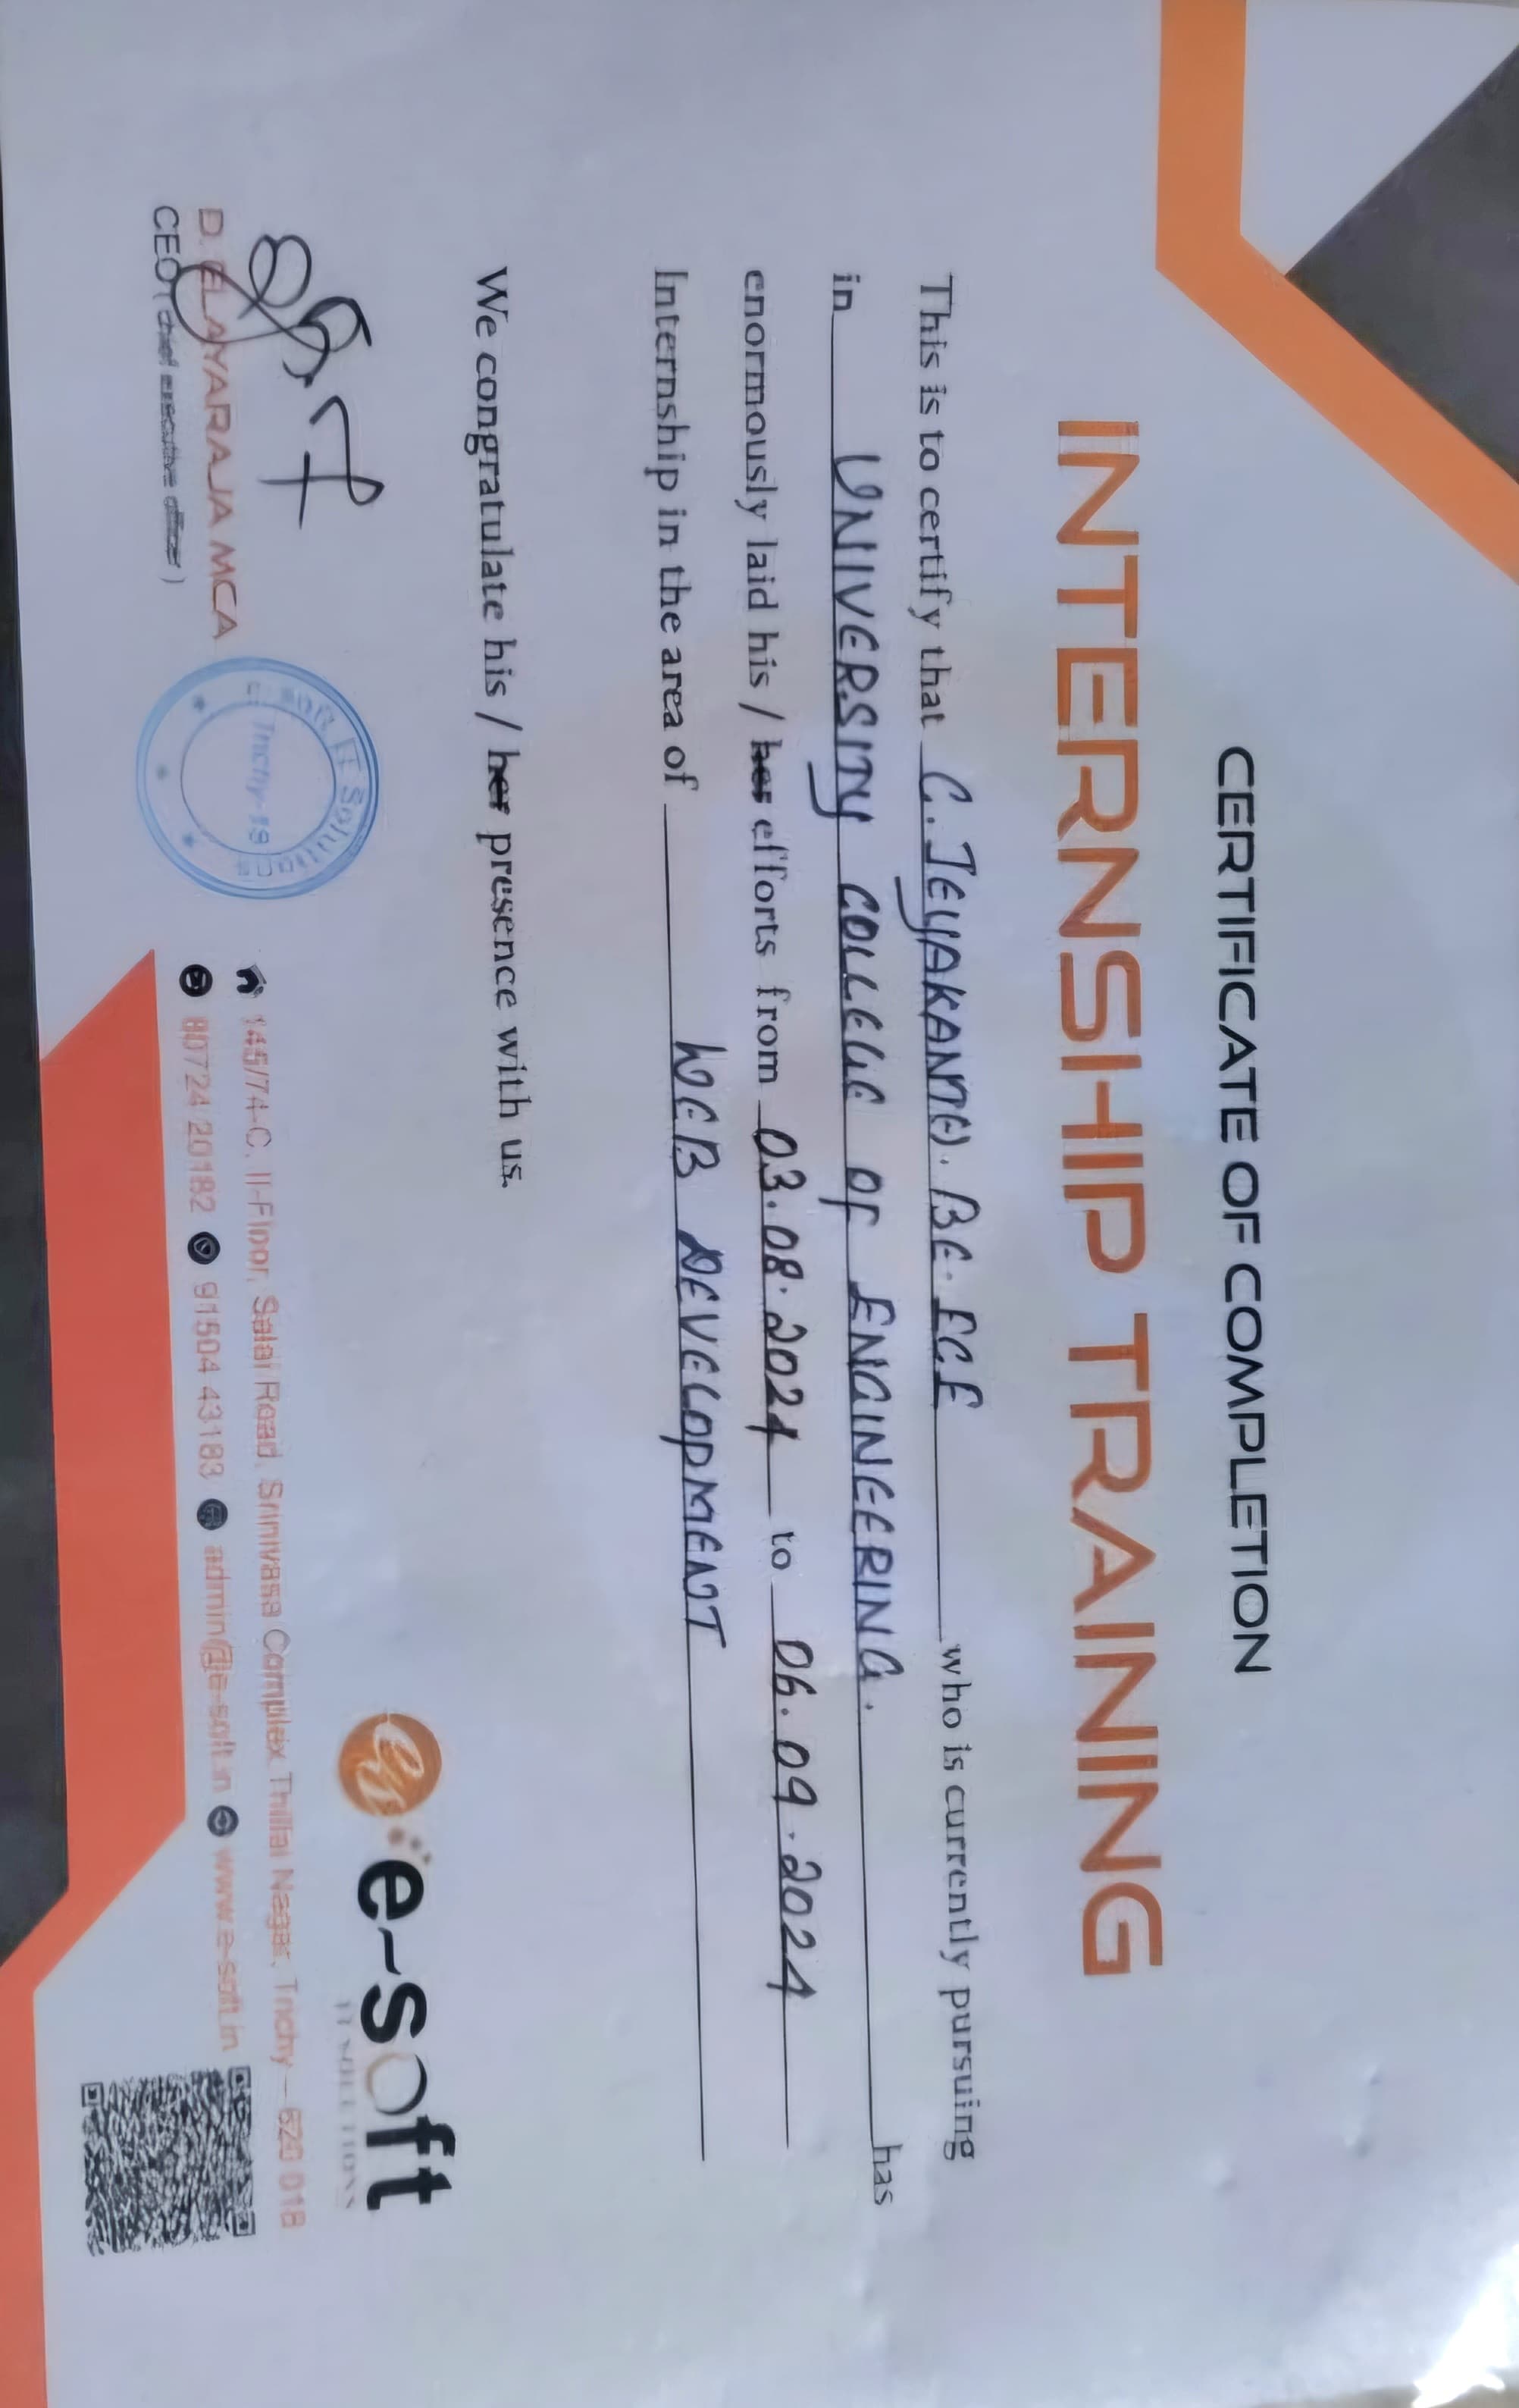 CERTIFICATE OF COMPLETION
INTERNSHIP TRAINING
This is to certify that C. JEYAKANTH. BE. ECE who is currently pursuing
in UNIVERSITY COLLEGE OF ENGINEERING. has
enormously laid his / her efforts from 03.08.2024 to 06.09.2024
Internship in the area of WEB DEVELOPMENT
We congratulate his / her presence with us.
e-soft
IT SOLUTIONS
D. ELAYARAJA MCA
CEO (chief executive officer)
IT Solutions
Trichy-18
145/74-C, II-Floor, Salai Road, Srinivasa Complex, Thillai Nagar, Trichy – 620 018
80724 20182 91504 43183 admin@e-soft.in www.e-soft.in